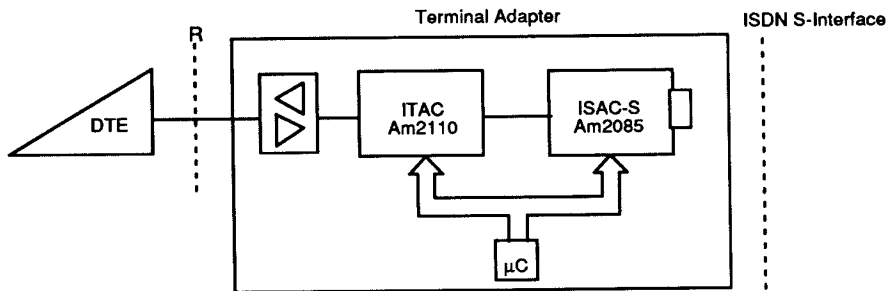 Terminal Adapter
ISDN S-Interface
R
DTE
ITAC
Am2110
ISAC-S
Am2085
µC